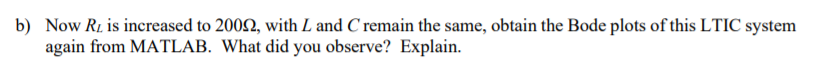 b) Now RL is increased to 200Ω, with L and C remain the same, obtain the Bode plots of this LTIC system
again from MATLAB. What did you observe? Explain.